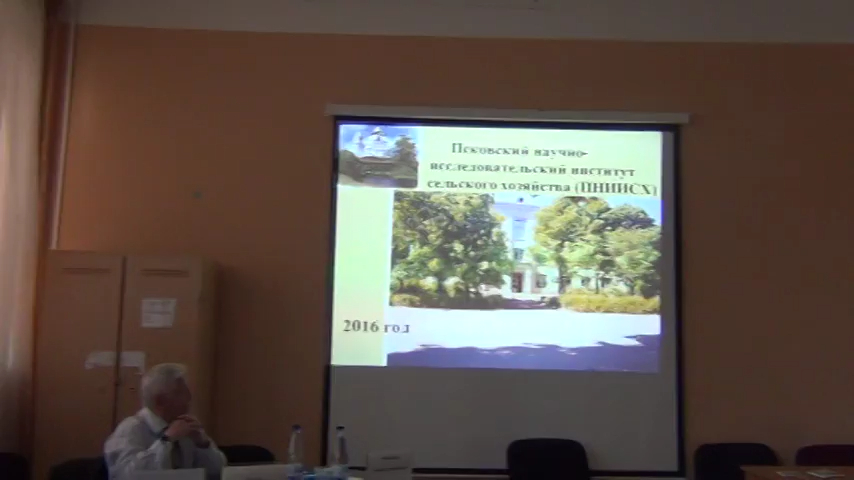 Псковский научно-
исследовательский институт
сельского хозяйства (ПНИИСХ)
2016 год